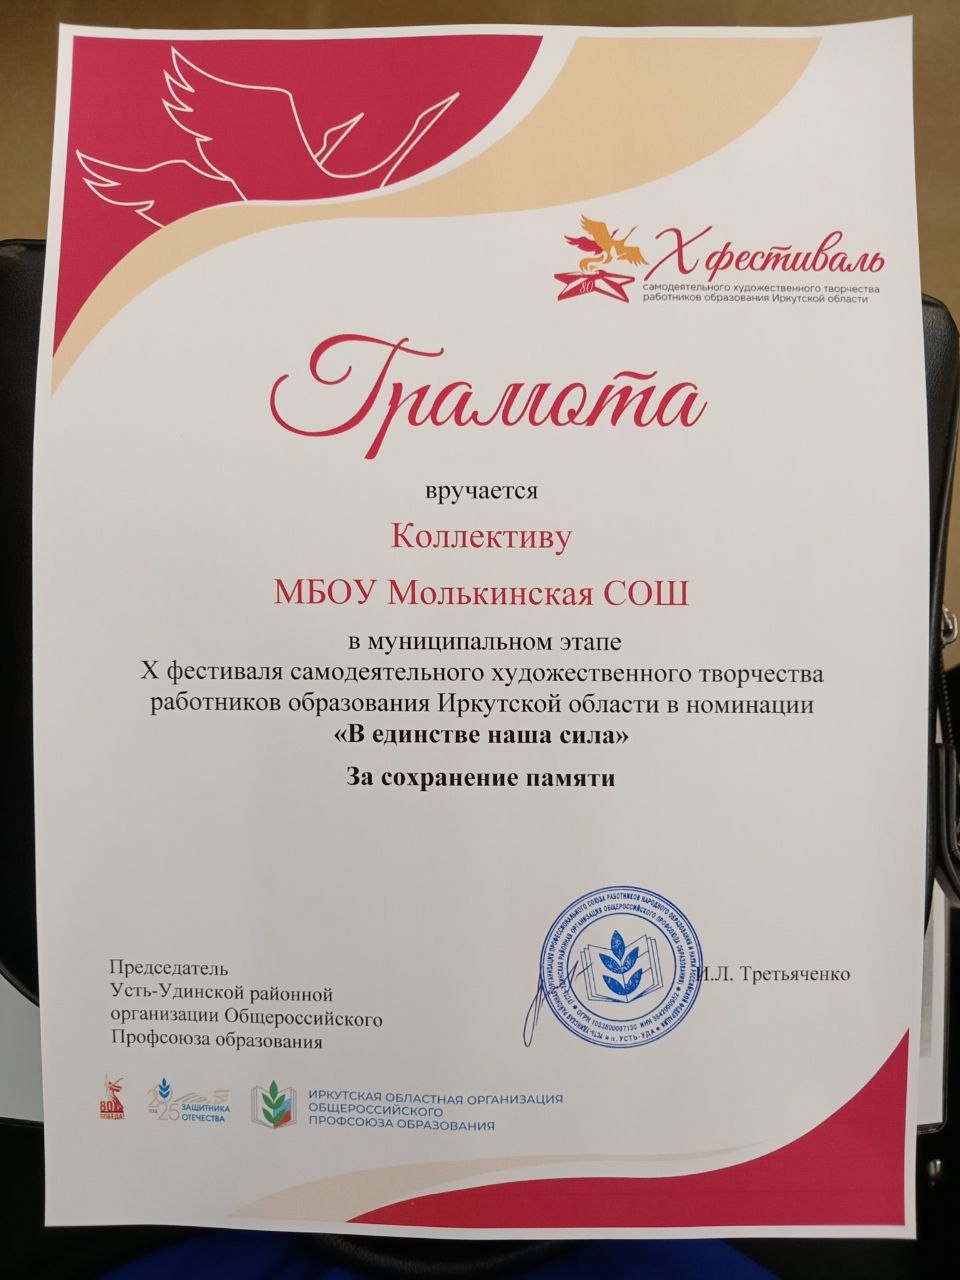 X фестиваль
самодеятельного художественного творчества
работников образования Иркутской области
80
Грамота
вручается
Коллективу
МБОУ Молькинская СОШ
в муниципальном этапе
X фестиваля самодеятельного художественного творчества
работников образования Иркутской области в номинации
«В единстве наша сила»
За сохранение памяти
Председатель
Усть-Удинской районной
организации Общероссийского
Профсоюза образования
И.Л. Третьяченко
80
ПОБЕДА!
2025
ГОД
ЗАЩИТНИКА
ОТЕЧЕСТВА
ИРКУТСКАЯ ОБЛАСТНАЯ ОРГАНИЗАЦИЯ
ОБЩЕРОССИЙСКОГО
ПРОФСОЮЗА ОБРАЗОВАНИЯ